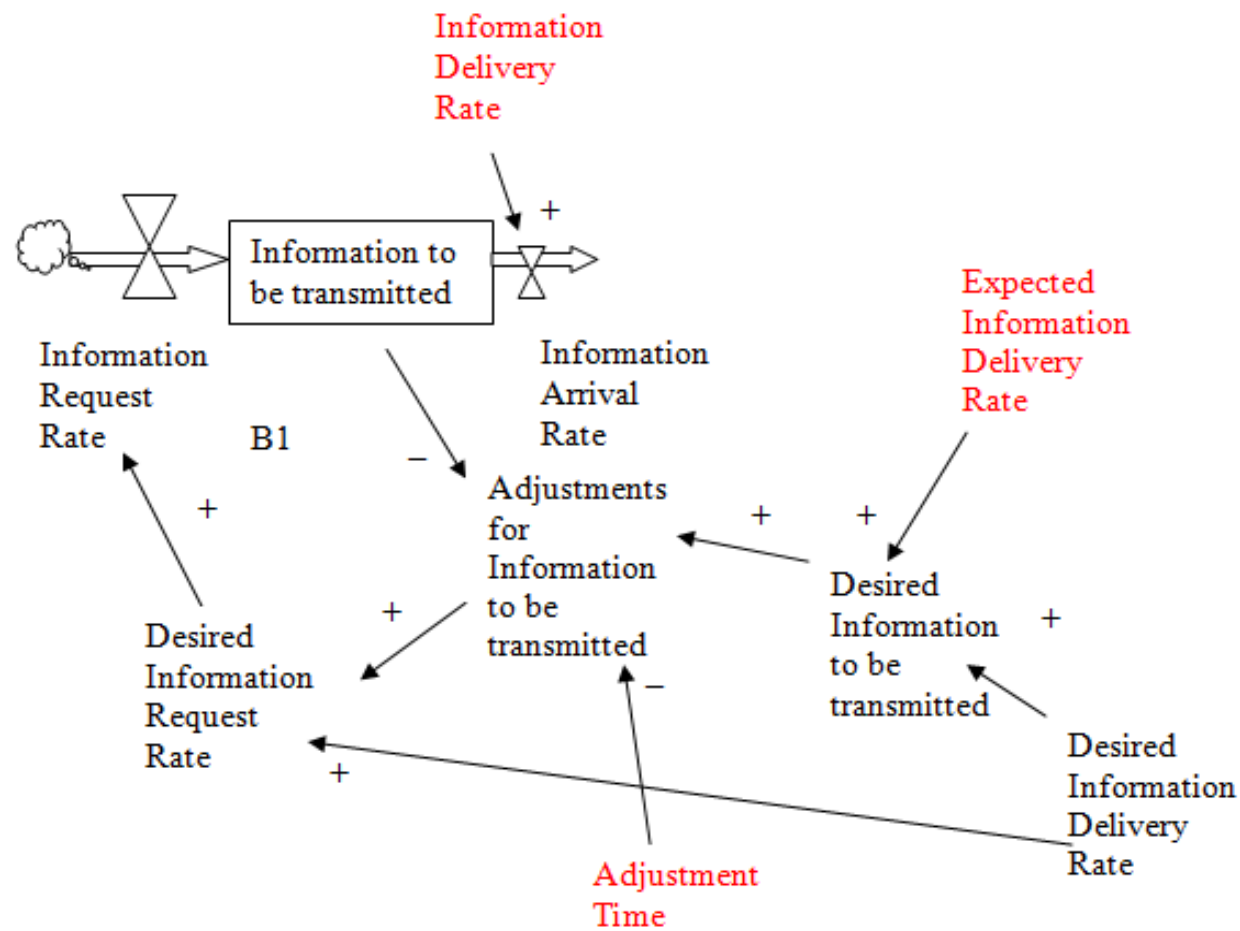 Information
Delivery
Rate
+
Information to
be transmitted
Expected
Information
Delivery
Rate
Information
Request
Rate
B1
Information
Arrival
Rate
–
Adjustments
for
Information
to be
transmitted
+
+
+
Desired
Information
to be
transmitted
+
+
Desired
Information
Request
Rate
–
+
Desired
Information
Delivery
Rate
Adjustment
Time